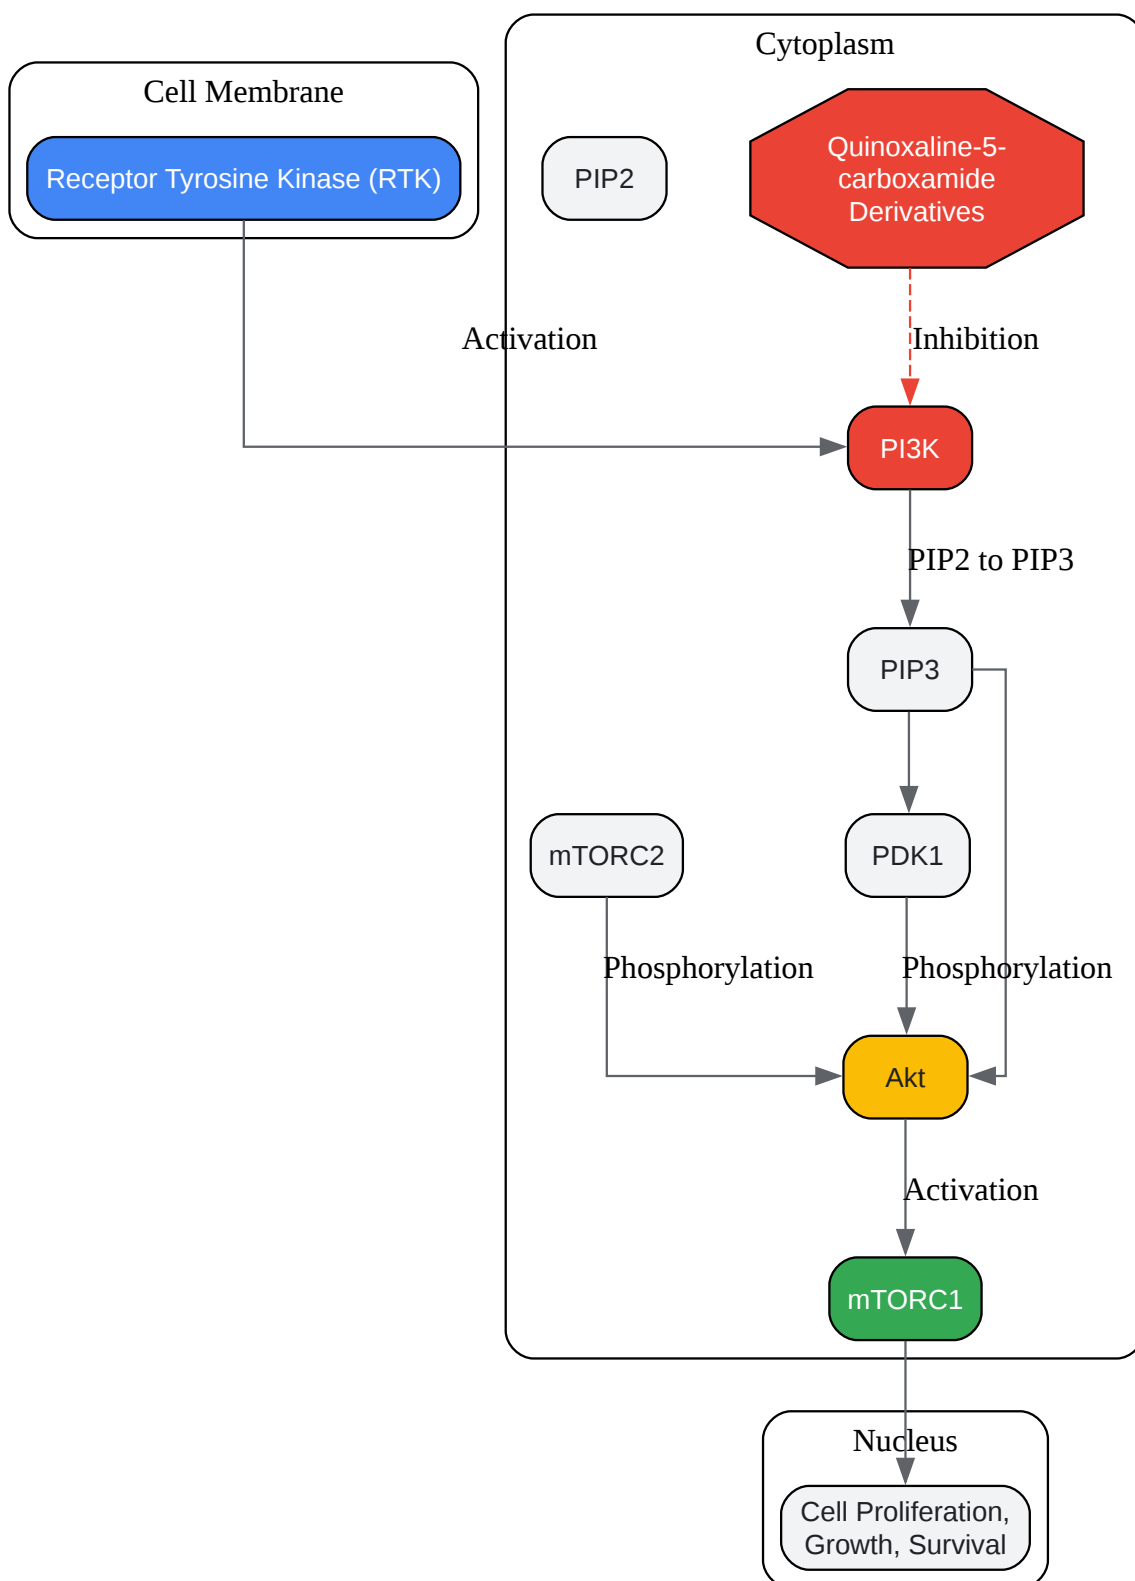 Cytoplasm
Cell Membrane
Receptor Tyrosine Kinase (RTK)
PIP2
Quinoxaline-5-
carboxamide
Derivatives
Activation
Inhibition
PI3K
PIP2 to PIP3
PIP3
mTORC2
PDK1
Phosphorylation
Phosphorylation
Akt
Activation
mTORC1
Nucleus
Cell Proliferation,
Growth, Survival